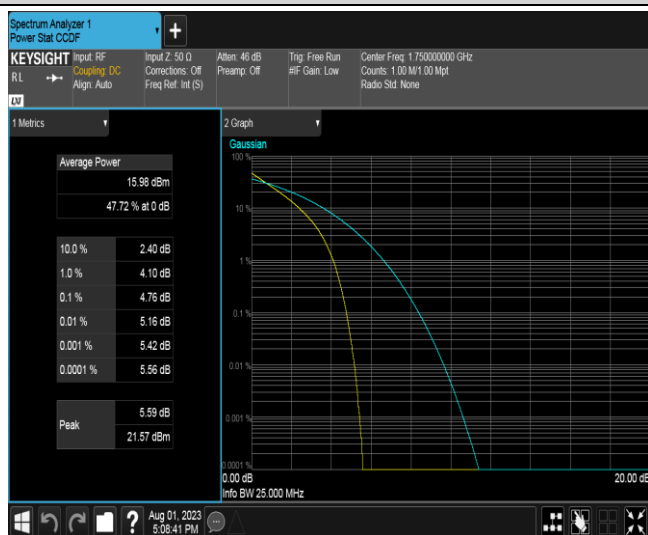 Spectrum Analyzer 1
Power Stat CCDF
KEYSIGHT
RL
LXI
Input: RF
Coupling: DC
Align: Auto
Input Z: 50 Ω
Corrections: Off
Freq Ref: Int (S)
Atten: 46 dB
Preamp: Off
Trig: Free Run
#IF Gain: Low
Center Freq: 1.750000000 GHz
Counts: 1.00 M/1.00 Mpt
Radio Std: None
1 Metrics
Average Power
15.98 dBm
47.72 % at 0 dB
10.0 % 2.40 dB
1.0 % 4.10 dB
0.1 % 4.76 dB
0.01 % 5.16 dB
0.001 % 5.42 dB
0.0001 % 5.56 dB
Peak
5.59 dB
21.57 dBm
2 Graph
Gaussian
100 %
10 %
1 %
0.1 %
0.01 %
0.001 %
0.0001 %
0.00 dB
20.00 dB
Info BW 25.000 MHz
Aug 01, 2023
5:08:41 PM